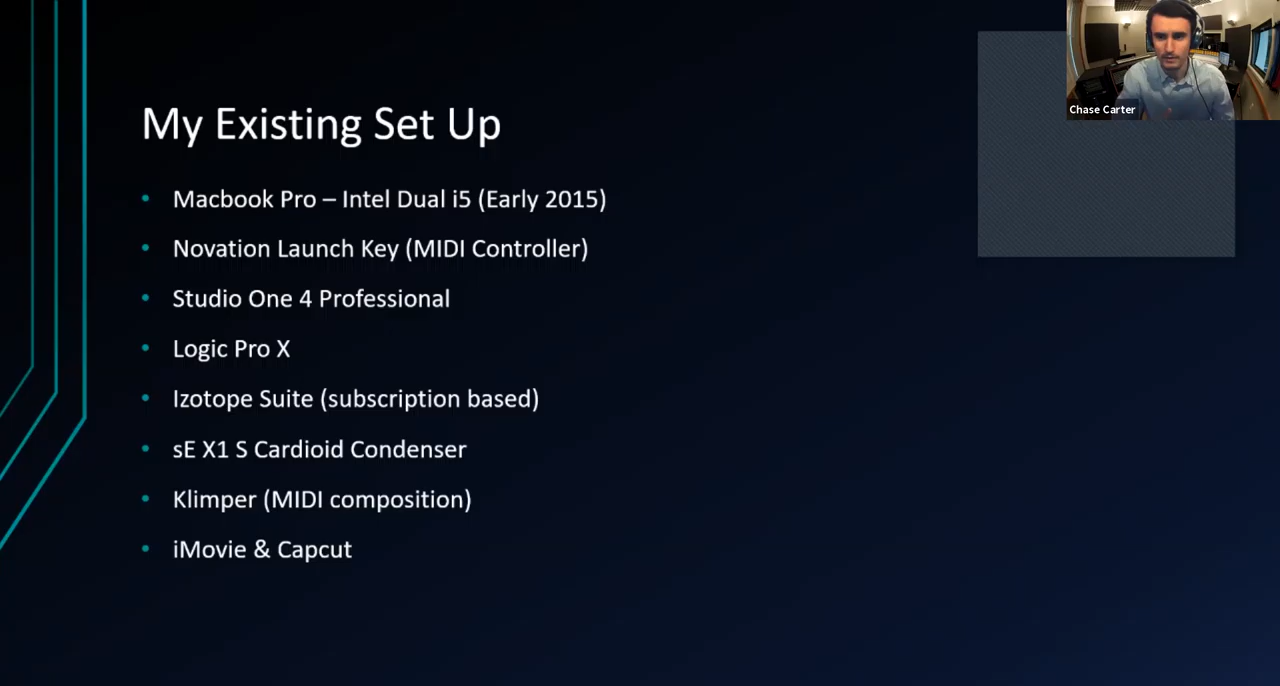 Chase Carter
My Existing Set Up
• Macbook Pro – Intel Dual i5 (Early 2015)
• Novation Launch Key (MIDI Controller)
• Studio One 4 Professional
• Logic Pro X
• Izotope Suite (subscription based)
• sE X1 S Cardioid Condenser
• Klimper (MIDI composition)
• iMovie & Capcut